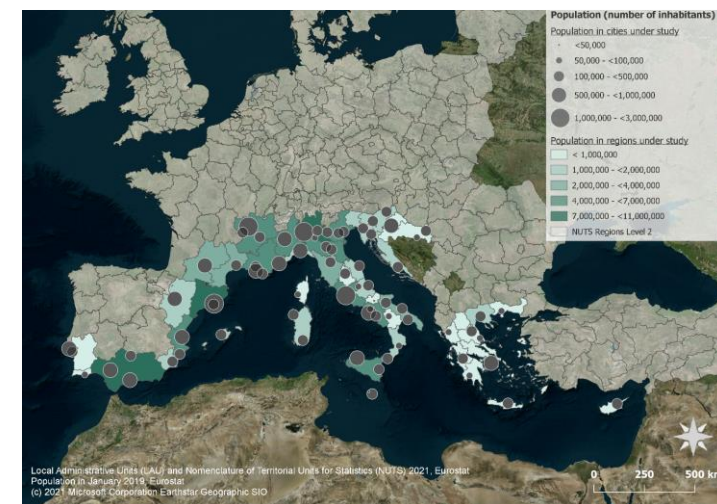 Population (number of inhabitants)
Population in cities under study
<50,000
50,000 - <100,000
100,000 - <500,000
500,000 - <1,000,000
1,000,000 - <3,000,000
Population in regions under study
< 1,000,000
1,000,000 - <2,000,000
2,000,000 - <4,000,000
4,000,000 - <7,000,000
7,000,000 - <11,000,000
NUTS Regions Level 2
Local Administrative Units (LAU) and Nomenclature of Territorial Units for Statistics (NUTS) 2021, Eurostat
Population in January 2019, Eurostat
(c) 2021 Microsoft Corporation Earthstar Geographic SIO
0 250 500 km